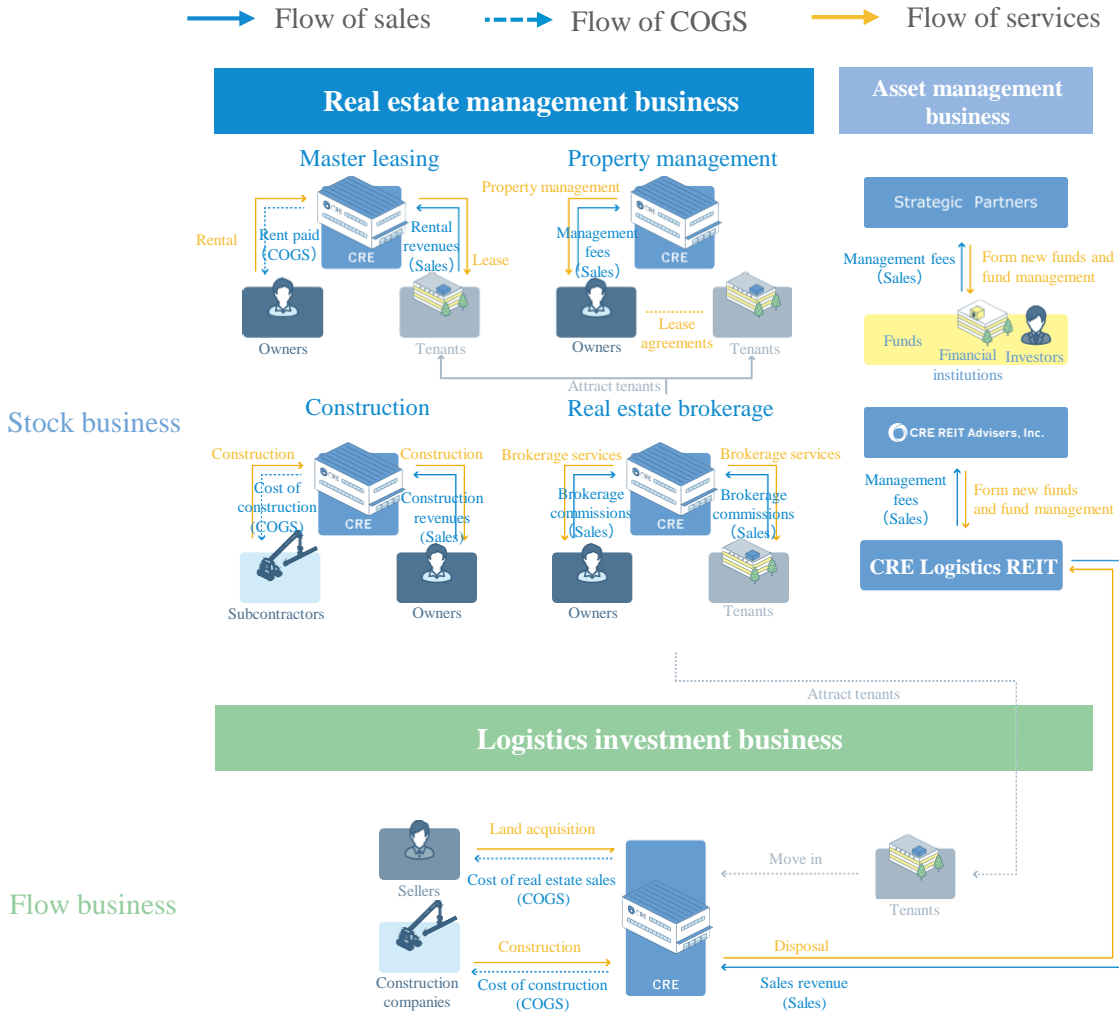 Flow of sales
Flow of COGS
Flow of services
Real estate management business
Asset management
business
Master leasing
Property management
Rental
Rent paid
(COGS)
CRE
CRE
Rental
revenues
(Sales)
Lease
Owners
Tenants
Property management
Management
fees
(Sales)
CRE
CRE
Owners
Lease
agreements
Tenants
Attract tenants
Strategic Partners
Management fees
(Sales)
Form new funds and
fund management
Funds
Financial
institutions
Investors
Stock business
Construction
Real estate brokerage
Construction
Cost of
construction
(COGS)
CRE
CRE
Construction
Construction
revenues
(Sales)
Subcontractors
Owners
Brokerage services
Brokerage
commissions
(Sales)
CRE
CRE
Brokerage services
Brokerage
commissions
(Sales)
Owners
Tenants
CRE REIT Advisers, Inc.
Management
fees
(Sales)
Form new funds
and fund management
CRE Logistics REIT
Attract tenants
Logistics investment business
Flow business
Sellers
Land acquisition
Cost of real estate sales
(COGS)
CRE
CRE
Move in
Tenants
Construction
companies
Construction
Cost of construction
(COGS)
Disposal
Sales revenue
(Sales)